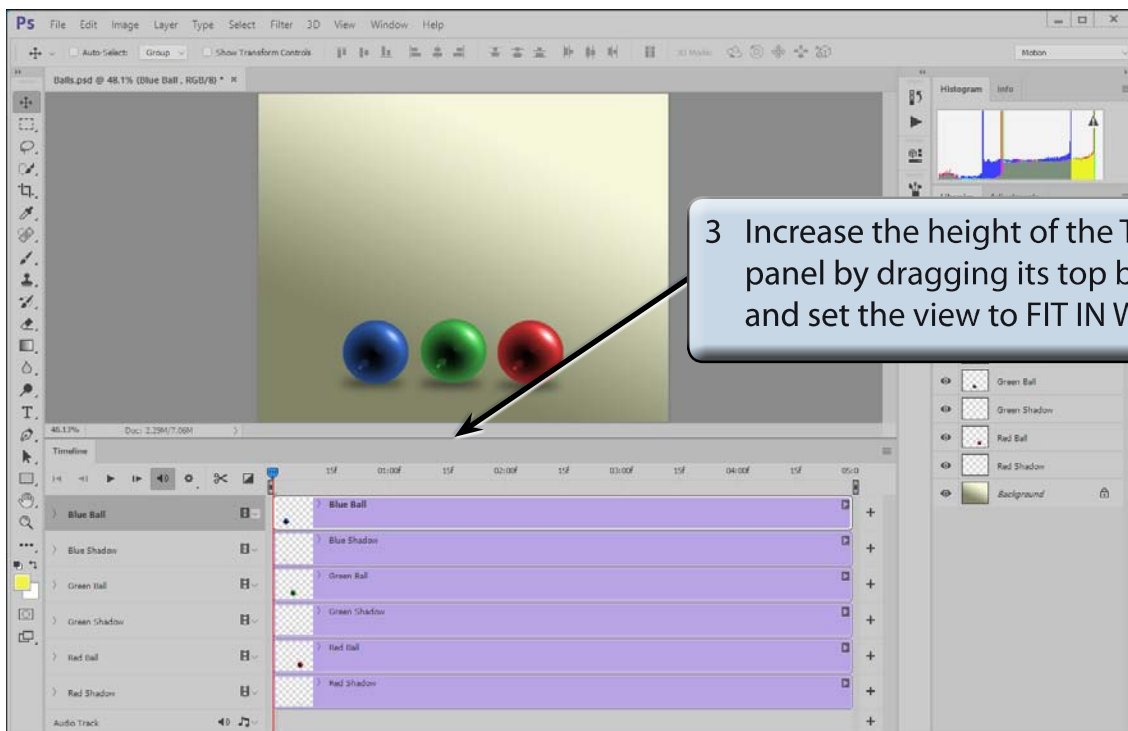 Ps File Edit Image Layer Type Select Filter 3D View Window Help
Auto-Select: Group Show Transform Controls 3D Mode: Motion
Balls.psd @ 48.1% (Blue Ball , RGB/8) *
Histogram Info
3 Increase the height of the T
panel by dragging its top b
and set the view to FIT IN W
Green Ball
Green Shadow
Red Ball
Red Shadow
Background
48.13% Doc: 2.29M/7.06M
Timeline
15f 01:00f 15f 02:00f 15f 03:00f 15f 04:00f 15f 05:0
Blue Ball Blue Ball
Blue Shadow Blue Shadow
Green Ball Green Ball
Green Shadow Green Shadow
Red Ball Red Ball
Red Shadow Red Shadow
Audio Track